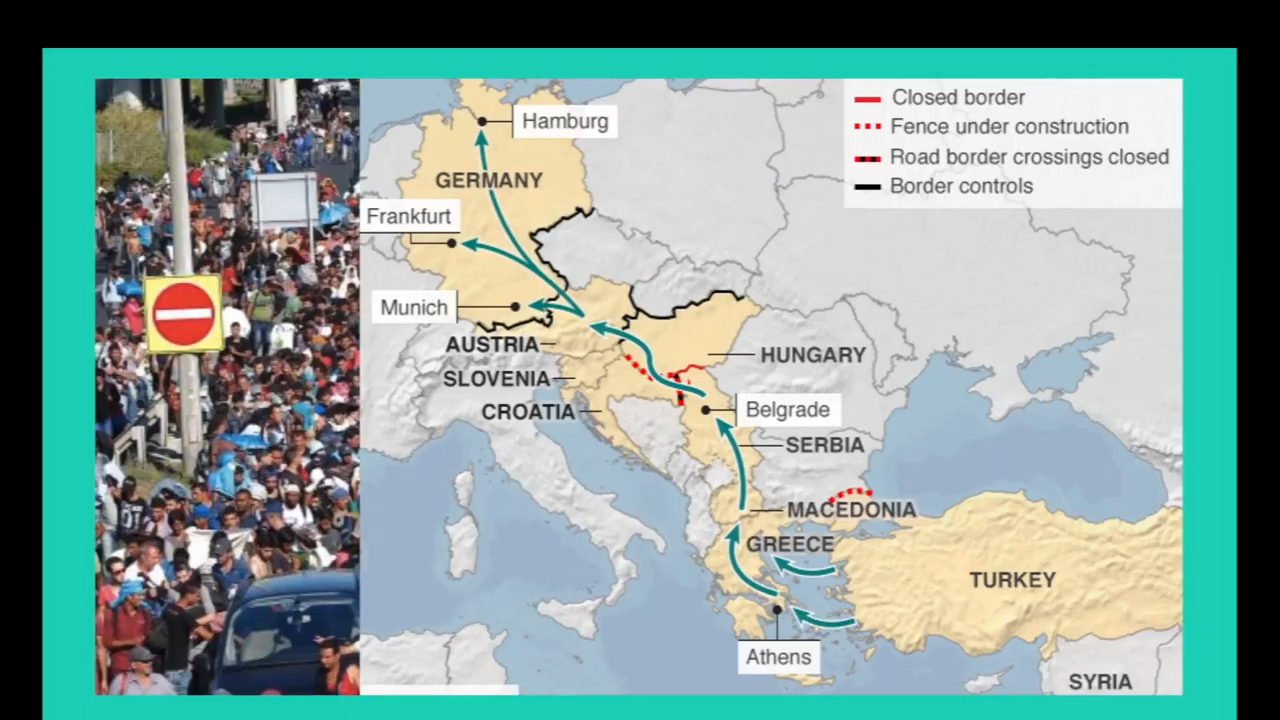 Closed border
Fence under construction
Road border crossings closed
Border controls
Hamburg
GERMANY
Frankfurt
Munich
AUSTRIA
HUNGARY
SLOVENIA
CROATIA
Belgrade
SERBIA
MACEDONIA
GREECE
TURKEY
Athens
SYRIA